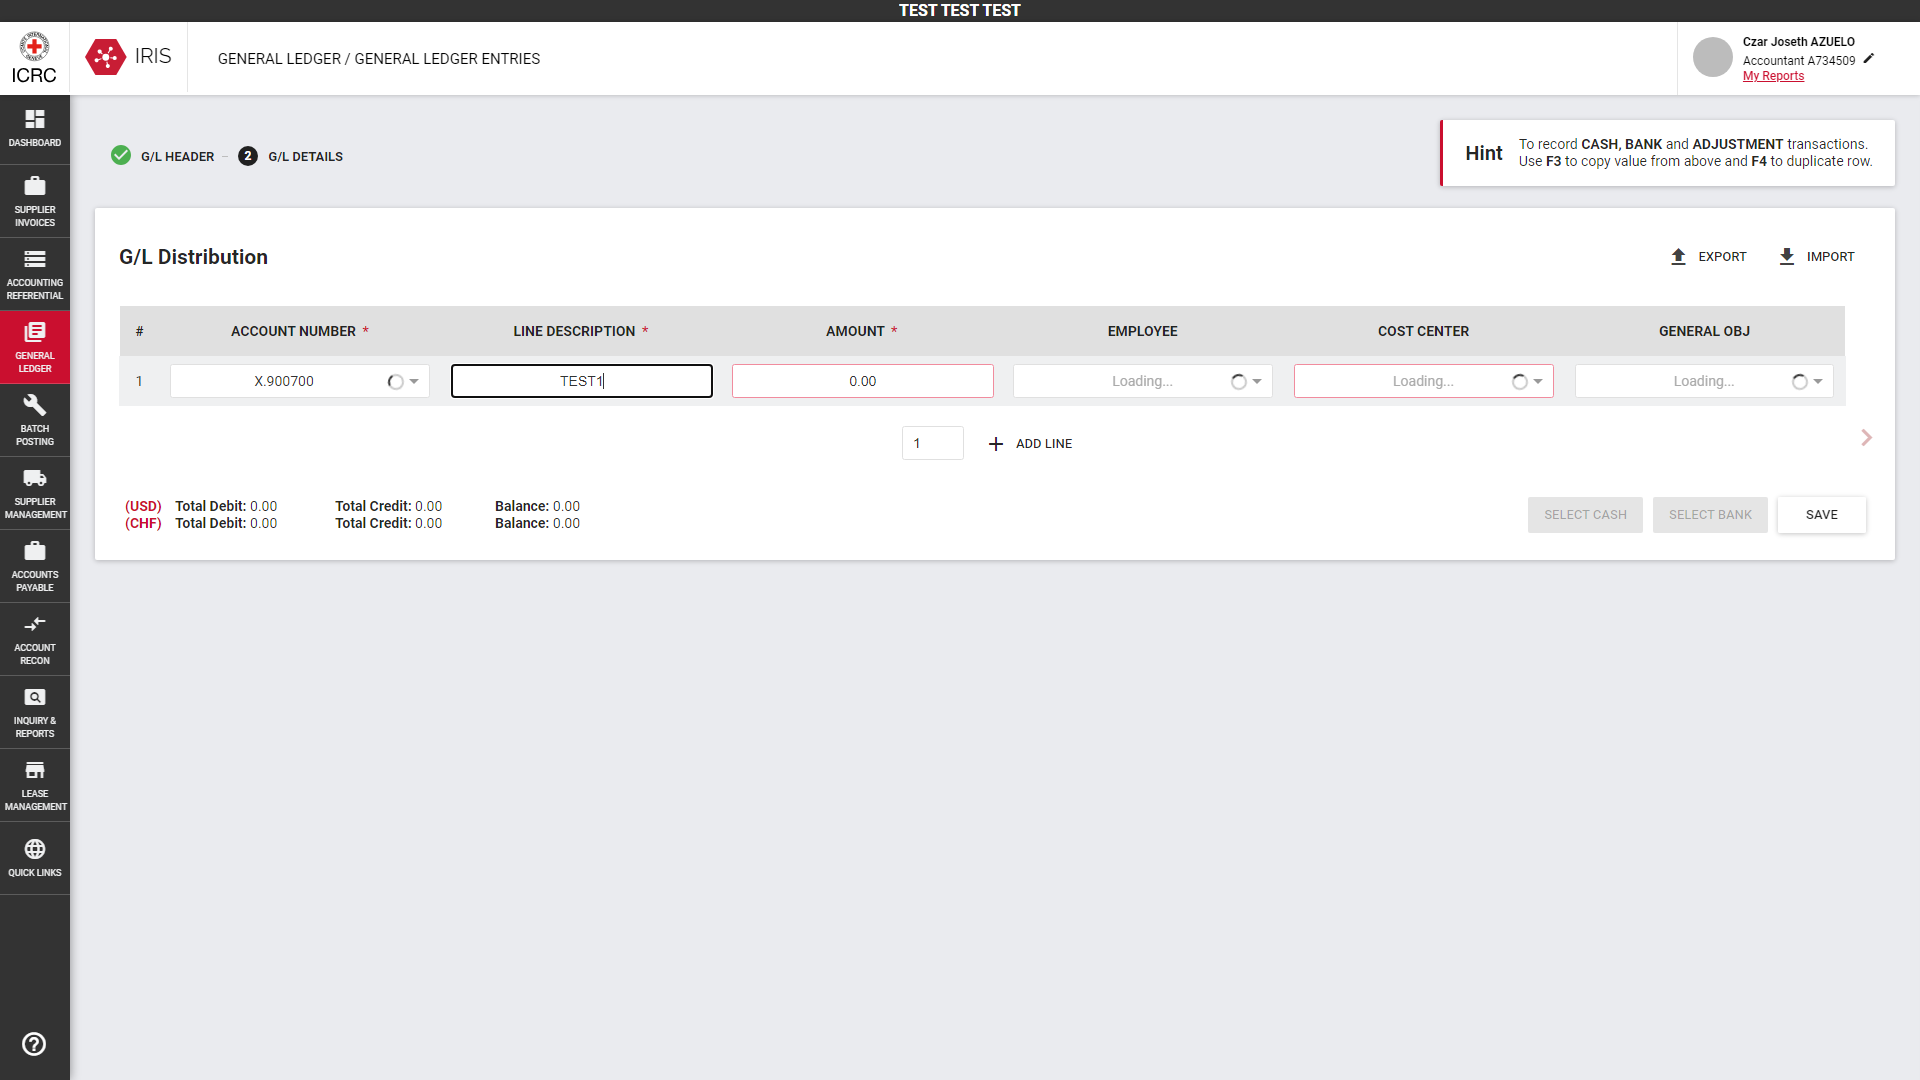 TEST TEST TEST
ICRC
IRIS
GENERAL LEDGER / GENERAL LEDGER ENTRIES
Czar Joseth AZUELO
Accountant A734509
My Reports
DASHBOARD
SUPPLIER
INVOICES
ACCOUNTING
REFERENTIAL
GENERAL
LEDGER
BATCH
POSTING
SUPPLIER
MANAGEMENT
ACCOUNTS
PAYABLE
ACCOUNT
RECON
INQUIRY &
REPORTS
LEASE
MANAGEMENT
QUICK LINKS
G/L HEADER – 2 G/L DETAILS
Hint
To record CASH, BANK and ADJUSTMENT transactions.
Use F3 to copy value from above and F4 to duplicate row.
G/L Distribution
EXPORT IMPORT
# ACCOUNT NUMBER * LINE DESCRIPTION * AMOUNT * EMPLOYEE COST CENTER GENERAL OBJ
1 X.900700 TEST1 0.00 Loading... Loading... Loading...
1 ADD LINE
(USD) Total Debit: 0.00 Total Credit: 0.00 Balance: 0.00
(CHF) Total Debit: 0.00 Total Credit: 0.00 Balance: 0.00
SELECT CASH SELECT BANK SAVE